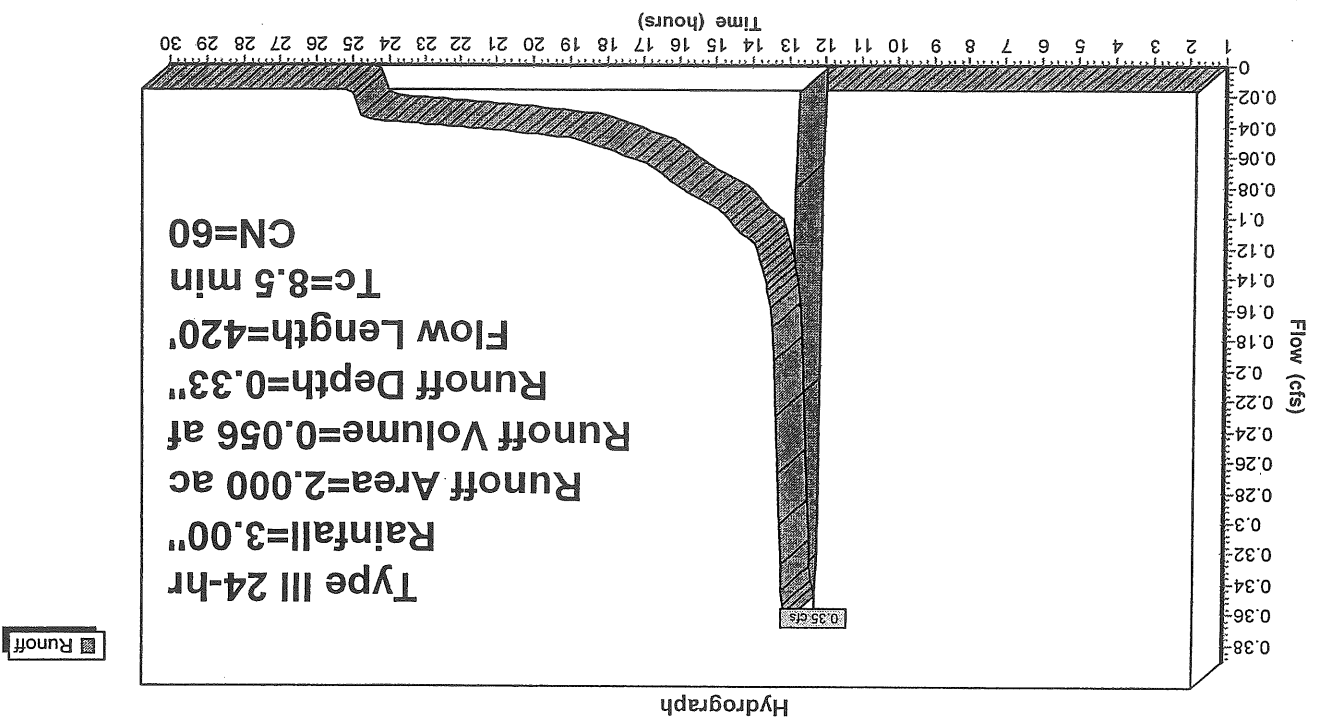 Hydrograph
Runoff
0.38
0.36
0.34
0.32
0.3
0.28
0.26
0.24
0.22
0.2
0.18
0.16
0.14
0.12
0.1
0.08
0.06
0.04
0.02
0
Flow (cfs)
0.35 cfs
Type III 24-hr
Rainfall=3.00"
Runoff Area=2.000 ac
Runoff Volume=0.056 af
Runoff Depth=0.33"
Flow Length=420'
Tc=8.5 min
CN=60
1 2 3 4 5 6 7 8 9 10 11 12 13 14 15 16 17 18 19 20 21 22 23 24 25 26 27 28 29 30
Time (hours)